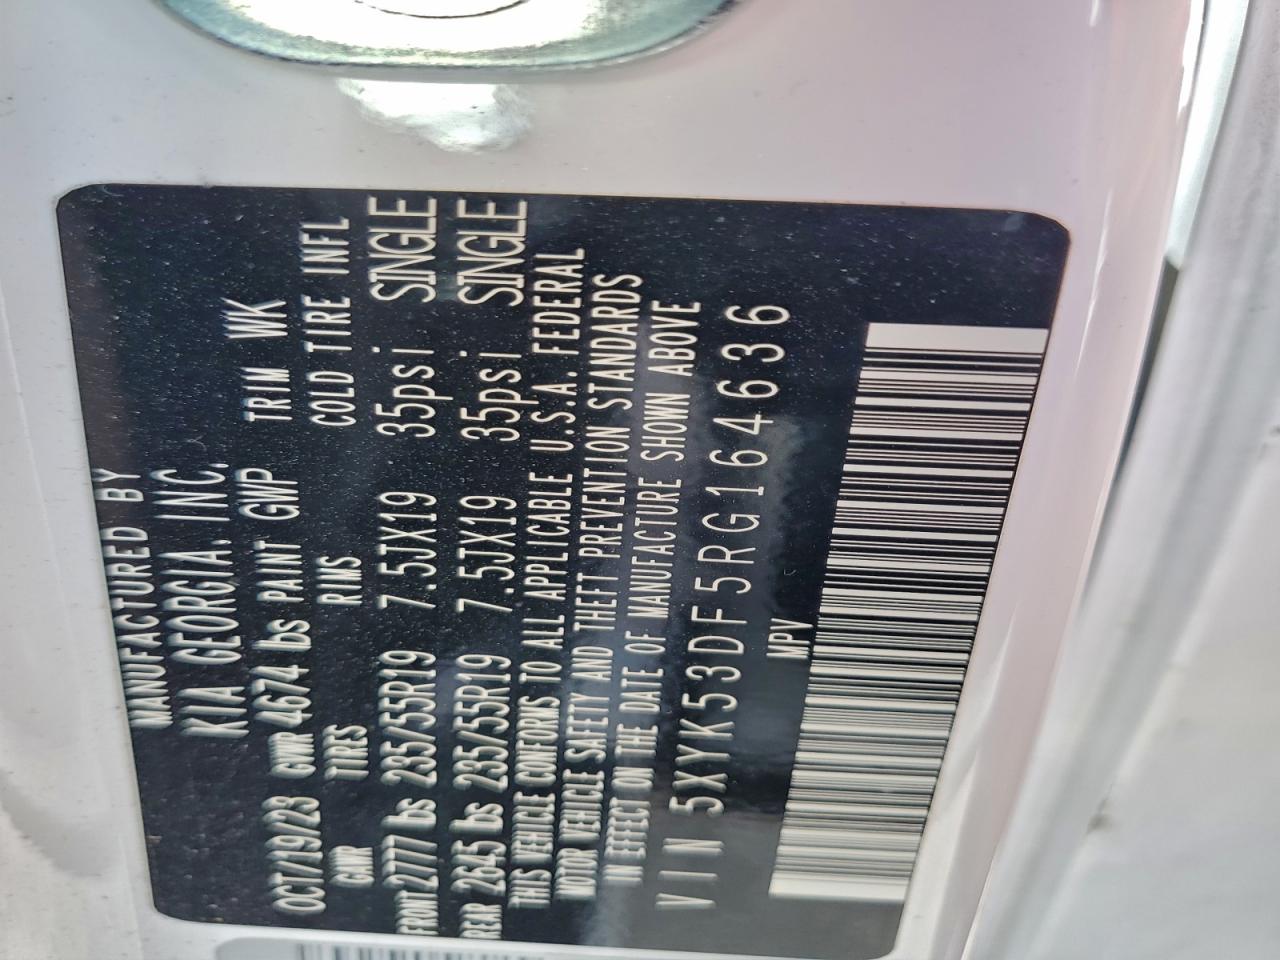 MANUFACTURED BY
KIA GEORGIA, INC.
OCT/19/23 GWR 4674 lbs PAINT GWP TRIM WK
GWR TIRES RIMS COLD TIRE INFL
FRONT 2777 lbs 235/55R19 7.5JX19 35psi SINGLE
REAR 2645 lbs 235/55R19 7.5JX19 35psi SINGLE
THIS VEHICLE CONFORMS TO ALL APPLICABLE U.S.A. FEDERAL
MOTOR VEHICLE SAFETY AND THEFT PREVENTION STANDARDS
IN EFFECT ON THE DATE OF MANUFACTURE SHOWN ABOVE
VIN 5XYK53DF5RG164636
MPV